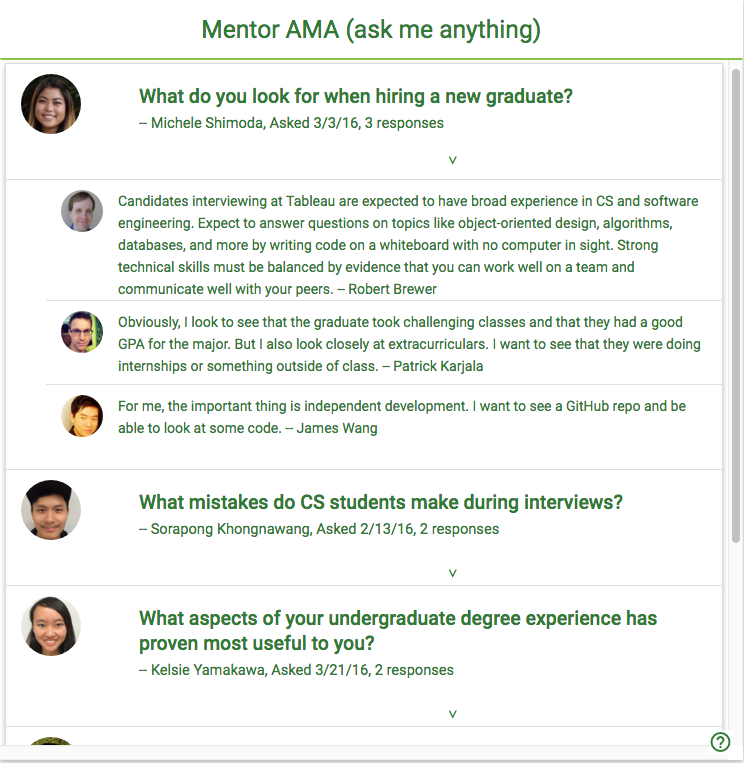 Mentor AMA (ask me anything)
What do you look for when hiring a new graduate?
-- Michele Shimoda, Asked 3/3/16, 3 responses
Candidates interviewing at Tableau are expected to have broad experience in CS and software
engineering. Expect to answer questions on topics like object-oriented design, algorithms,
databases, and more by writing code on a whiteboard with no computer in sight. Strong
technical skills must be balanced by evidence that you can work well on a team and
communicate well with your peers. -- Robert Brewer
Obviously, I look to see that the graduate took challenging classes and that they had a good
GPA for the major. But I also look closely at extracurriculars. I want to see that they were doing
internships or something outside of class. -- Patrick Karjala
For me, the important thing is independent development. I want to see a GitHub repo and be
able to look at some code. -- James Wang
What mistakes do CS students make during interviews?
-- Sorapong Khongnawang, Asked 2/13/16, 2 responses
What aspects of your undergraduate degree experience has
proven most useful to you?
-- Kelsie Yamakawa, Asked 3/21/16, 2 responses